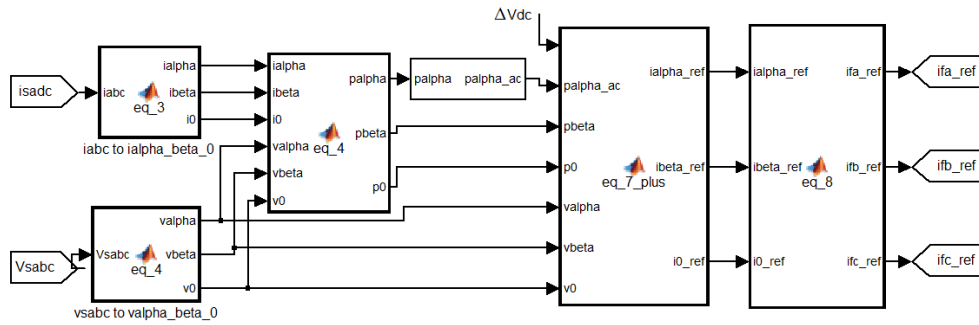 ΔVdc
isadc
iabc
ialpha
ibeta
i0
eq_3
iabc to ialpha_beta_0
ialpha
ibeta
i0
valpha
vbeta
v0
palpha
pbeta
p0
eq_4
palpha
palpha_ac
palpha_ac
pbeta
p0
valpha
vbeta
v0
ialpha_ref
ibeta_ref
i0_ref
eq_7_plus
ialpha_ref
ibeta_ref
i0_ref
ifa_ref
ifb_ref
ifc_ref
eq_8
ifa_ref
ifb_ref
ifc_ref
Vsabc
Vsabc
valpha
vbeta
v0
eq_4
vsabc to valpha_beta_0